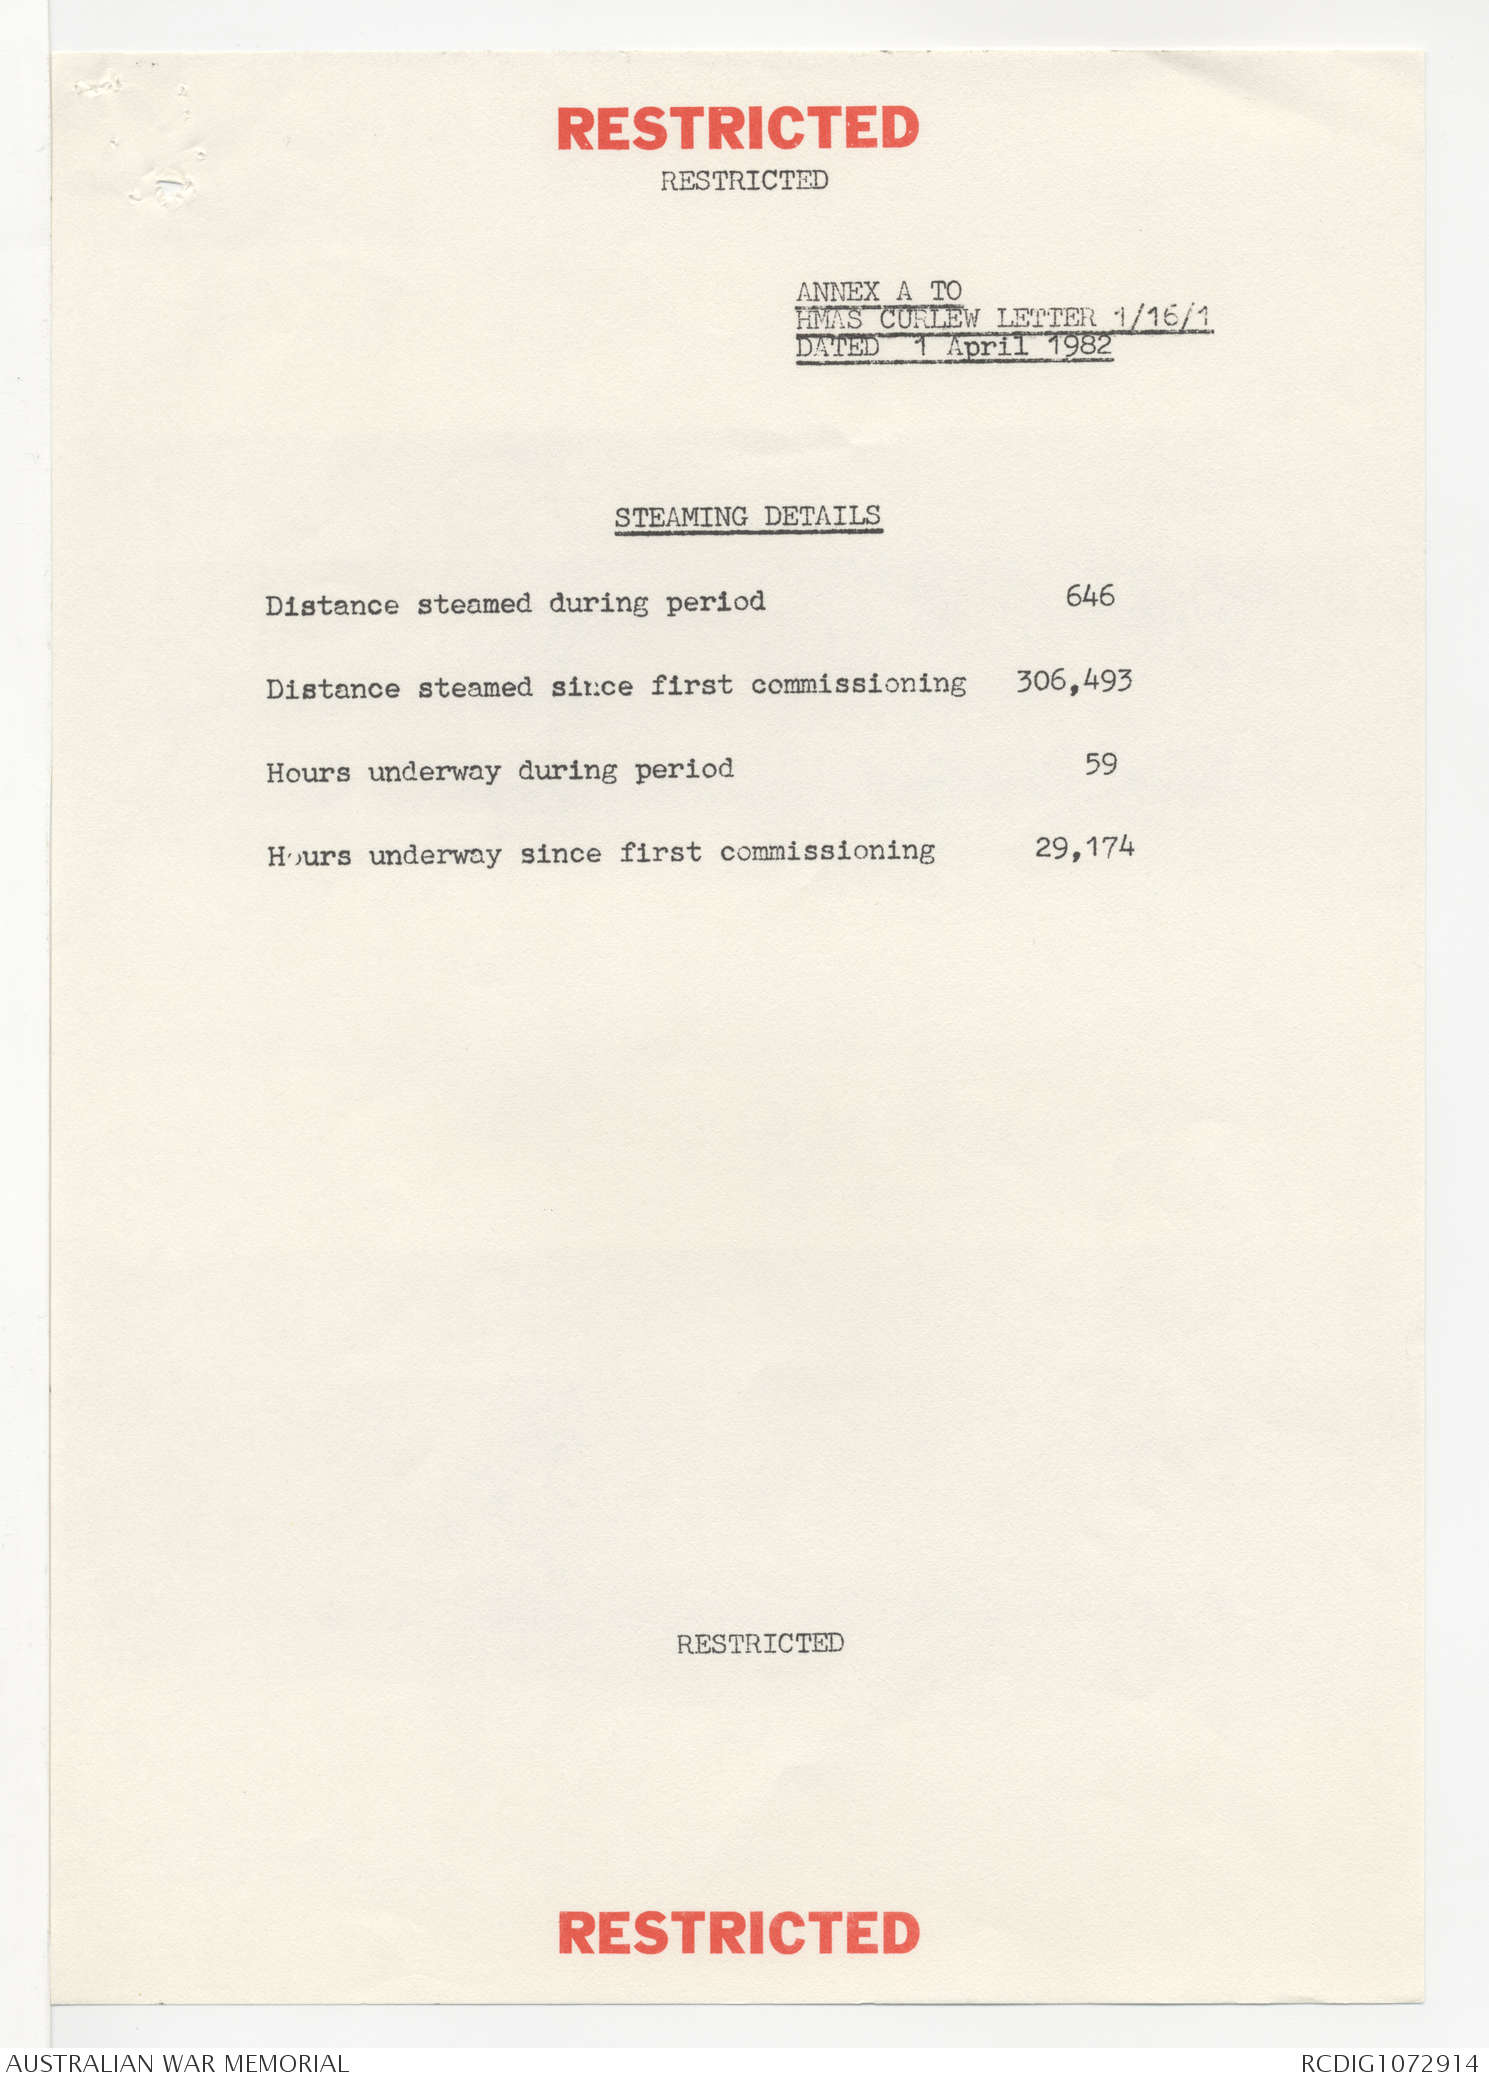 RESTRICTED
RESTRICTED
ANNEX A TO
HMAS CURLEW LETTER 1/16/1
DATED 1 April 1982
STEAMING DETAILS
Distance steamed during period 646
Distance steamed since first commissioning 306,493
Hours underway during period 59
Hours underway since first commissioning 29,174
RESTRICTED
RESTRICTED
AUSTRALIAN WAR MEMORIAL RCDIG1072914